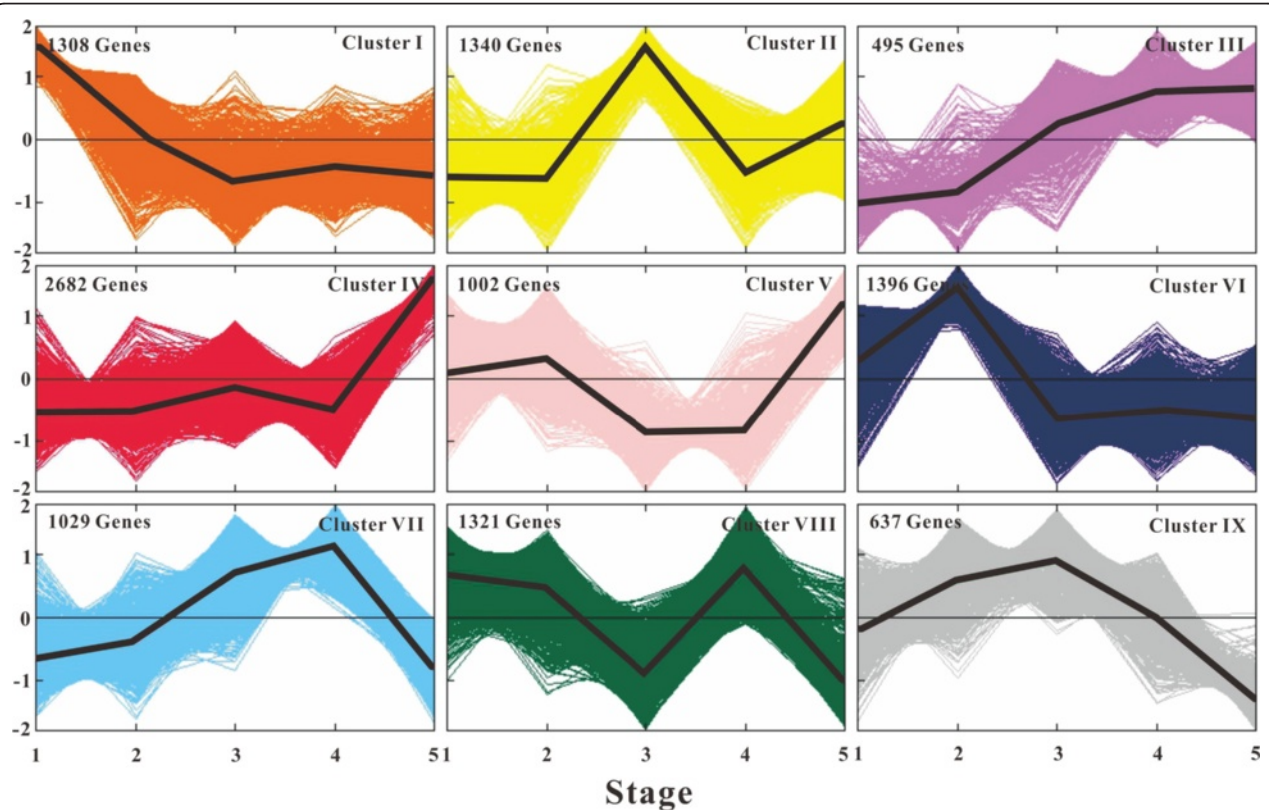 2
1308 Genes
Cluster I
1340 Genes
Cluster II
495 Genes
Cluster III
1
0
-1
-2
2
2682 Genes
Cluster IV
1002 Genes
Cluster V
1396 Genes
Cluster VI
1
0
-1
-2
2
1029 Genes
Cluster VII
1321 Genes
Cluster VIII
637 Genes
Cluster IX
1
0
-1
-2
1 2 3 4 5 1 2 3 4 5 1 2 3 4 5
Stage